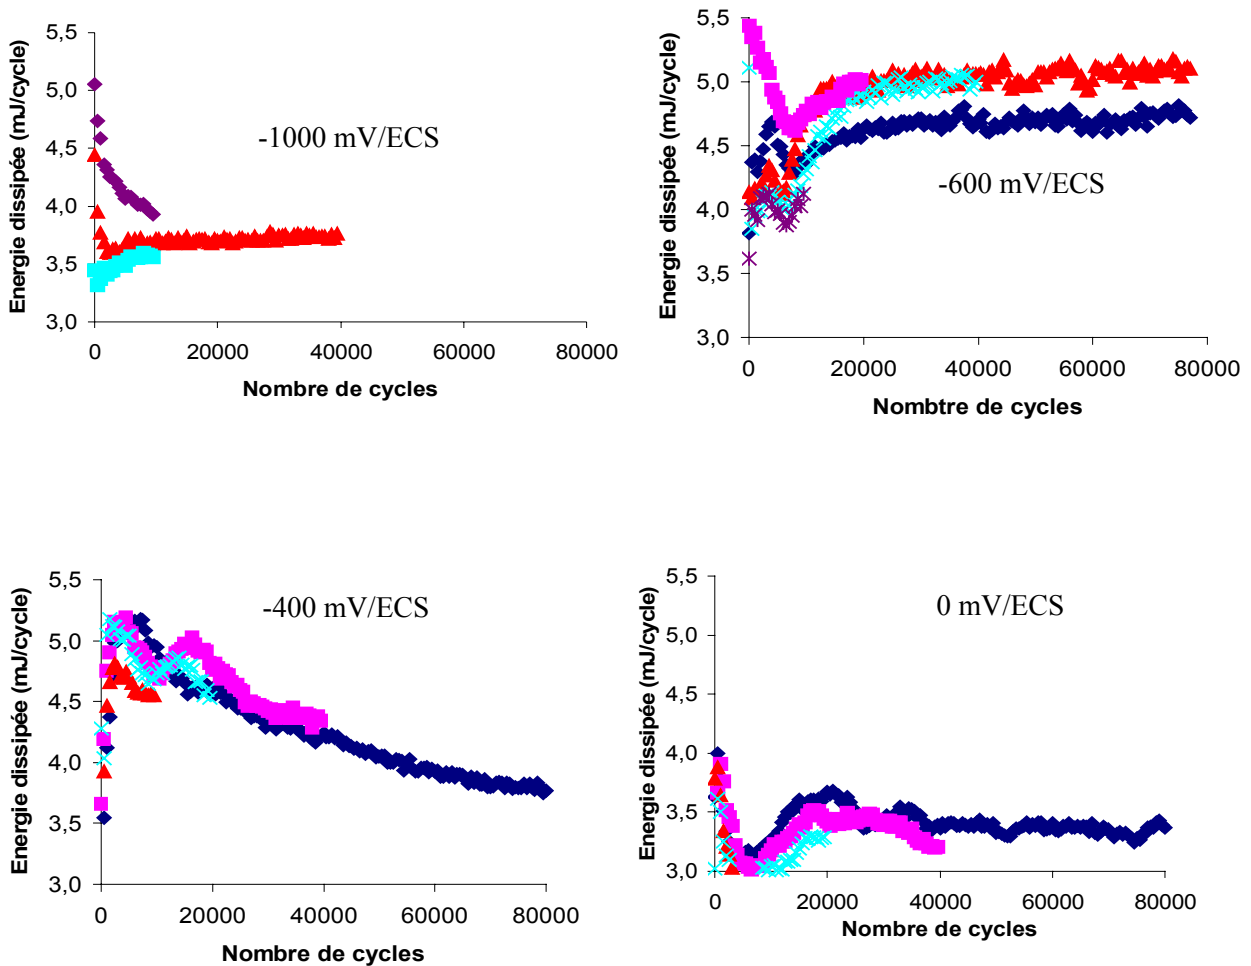 Energie dissipée (mJ/cycle)
5,5
5,0
4,5
4,0
3,5
3,0
-1000 mV/ECS
0 20000 40000 60000 80000
Nombre de cycles
Energie dissipée (mJ/cycle)
5,5
5,0
4,5
4,0
3,5
3,0
-600 mV/ECS
0 20000 40000 60000 80000
Nombtre de cycles
Energie dissipée (mJ/cycle)
5,5
5,0
4,5
4,0
3,5
3,0
-400 mV/ECS
0 20000 40000 60000 80000
Nombre de cycles
Energie dissipée (mJ/cycle)
5,5
5,0
4,5
4,0
3,5
3,0
0 mV/ECS
0 20000 40000 60000 80000
Nombre de cycles